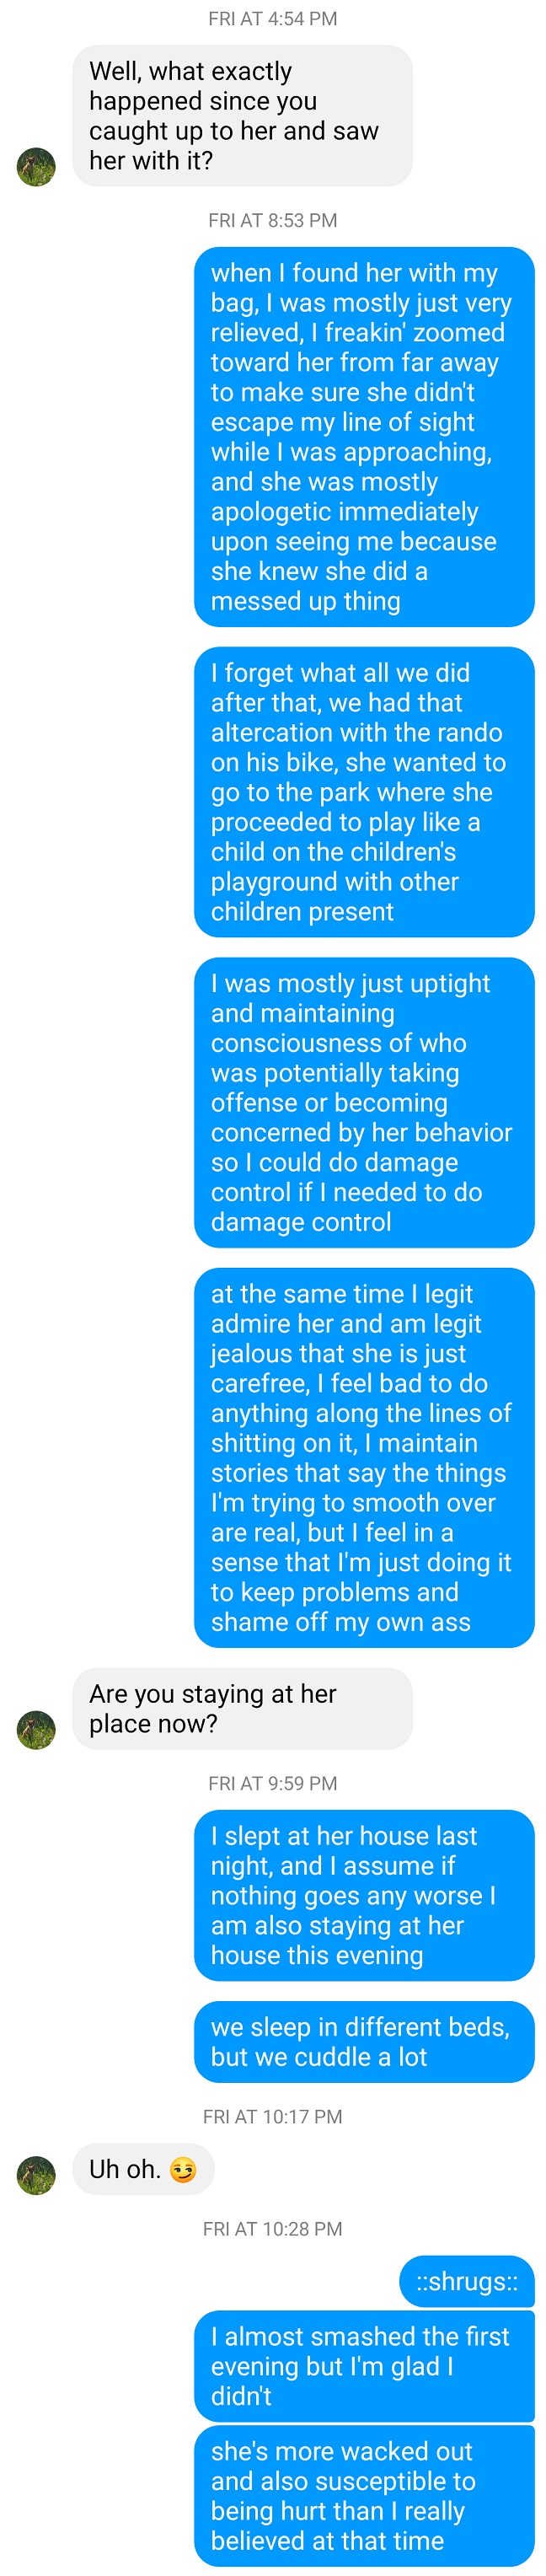 FRI AT 4:54 PM
Well, what exactly
happened since you
caught up to her and saw
her with it?
FRI AT 8:53 PM
when I found her with my
bag, I was mostly just very
relieved, I freakin' zoomed
toward her from far away
to make sure she didn't
escape my line of sight
while I was approaching,
and she was mostly
apologetic immediately
upon seeing me because
she knew she did a
messed up thing
I forget what all we did
after that, we had that
altercation with the rando
on his bike, she wanted to
go to the park where she
proceeded to play like a
child on the children's
playground with other
children present
I was mostly just uptight
and maintaining
consciousness of who
was potentially taking
offense or becoming
concerned by her behavior
so I could do damage
control if I needed to do
damage control
at the same time I legit
admire her and am legit
jealous that she is just
carefree, I feel bad to do
anything along the lines of
shitting on it, I maintain
stories that say the things
I'm trying to smooth over
are real, but I feel in a
sense that I'm just doing it
to keep problems and
shame off my own ass
Are you staying at her
place now?
FRI AT 9:59 PM
I slept at her house last
night, and I assume if
nothing goes any worse I
am also staying at her
house this evening
we sleep in different beds,
but we cuddle a lot
FRI AT 10:17 PM
Uh oh. 😏
FRI AT 10:28 PM
::shrugs::
I almost smashed the first
evening but I'm glad I
didn't
she's more wacked out
and also susceptible to
being hurt than I really
believed at that time